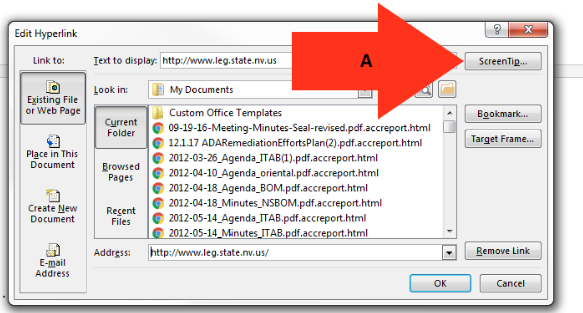 Edit Hyperlink
Link to:
Text to display: http://www.leg.state.nv.us
A
ScreenTip...
Existing File
or Web Page
Look in:
My Documents
Current
Folder
Custom Office Templates
09-19-16-Meeting-Minutes-Seal-revised.pdf.accreport.html
12.1.17 ADARemediationEffortsPlan(2).pdf.accreport.html
2012-03-26_Agenda_ITAB(1).pdf.accreport.html
2012-04-10_Agenda_oriental.pdf.accreport.html
2012-04-18_Agenda_BOM.pdf.accreport.html
2012-04-18_Minutes_NSBOM.pdf.accreport.html
2012-05-14_Agenda_ITAB.pdf.accreport.html
2012-05-14_Minutes_ITAB.pdf.accreport.html
Bookmark...
Target Frame...
Place in This
Document
Browsed
Pages
Create New
Document
Recent
Files
E-mail
Address
Address:
http://www.leg.state.nv.us/
Remove Link
OK
Cancel